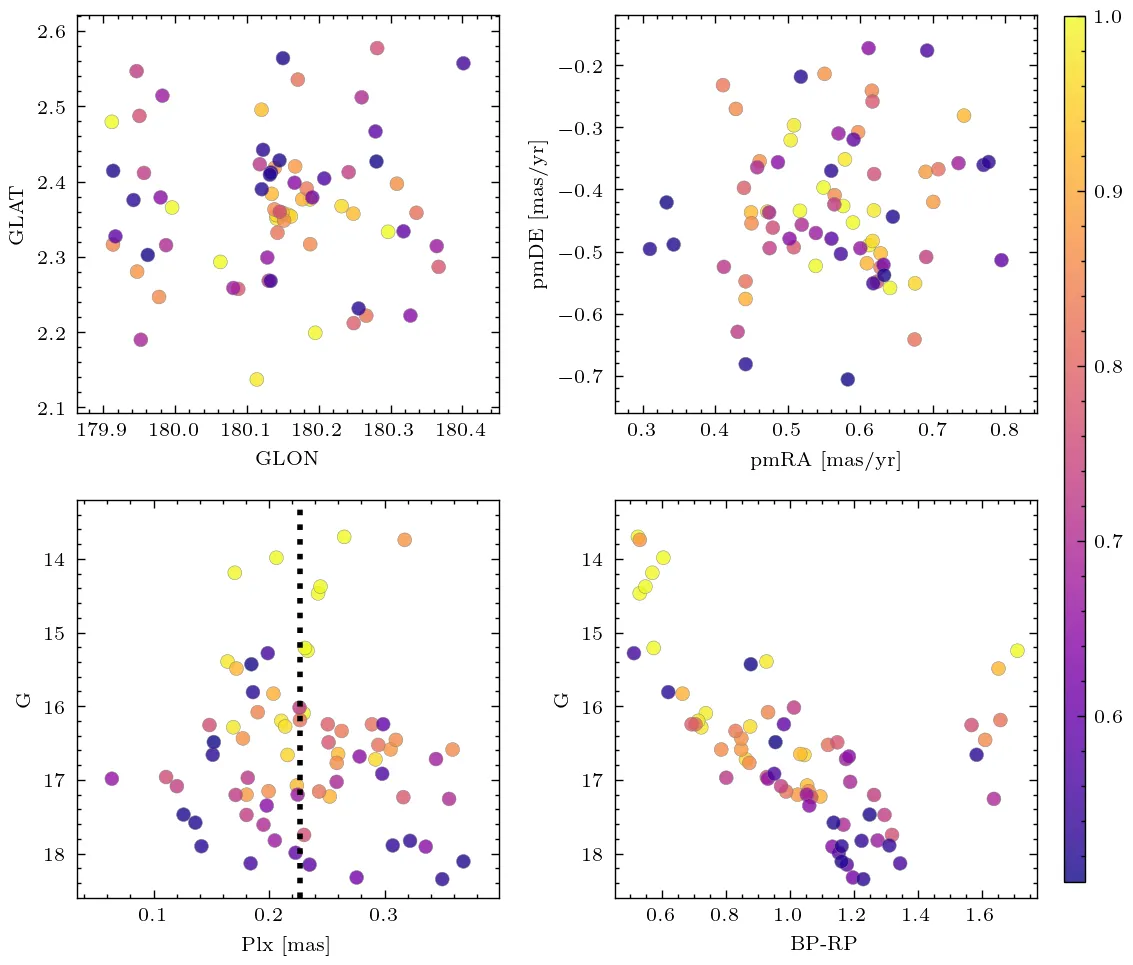 2.6
2.5
2.4
2.3
2.2
2.1
GLAT
179.9 180.0 180.1 180.2 180.3 180.4
GLON
−0.2
−0.3
−0.4
−0.5
−0.6
−0.7
pmDE [mas/yr]
0.3 0.4 0.5 0.6 0.7 0.8
pmRA [mas/yr]
1.0
0.9
0.8
0.7
0.6
14
15
16
17
18
G
0.1 0.2 0.3
Plx [mas]
14
15
16
17
18
G
0.6 0.8 1.0 1.2 1.4 1.6
BP-RP